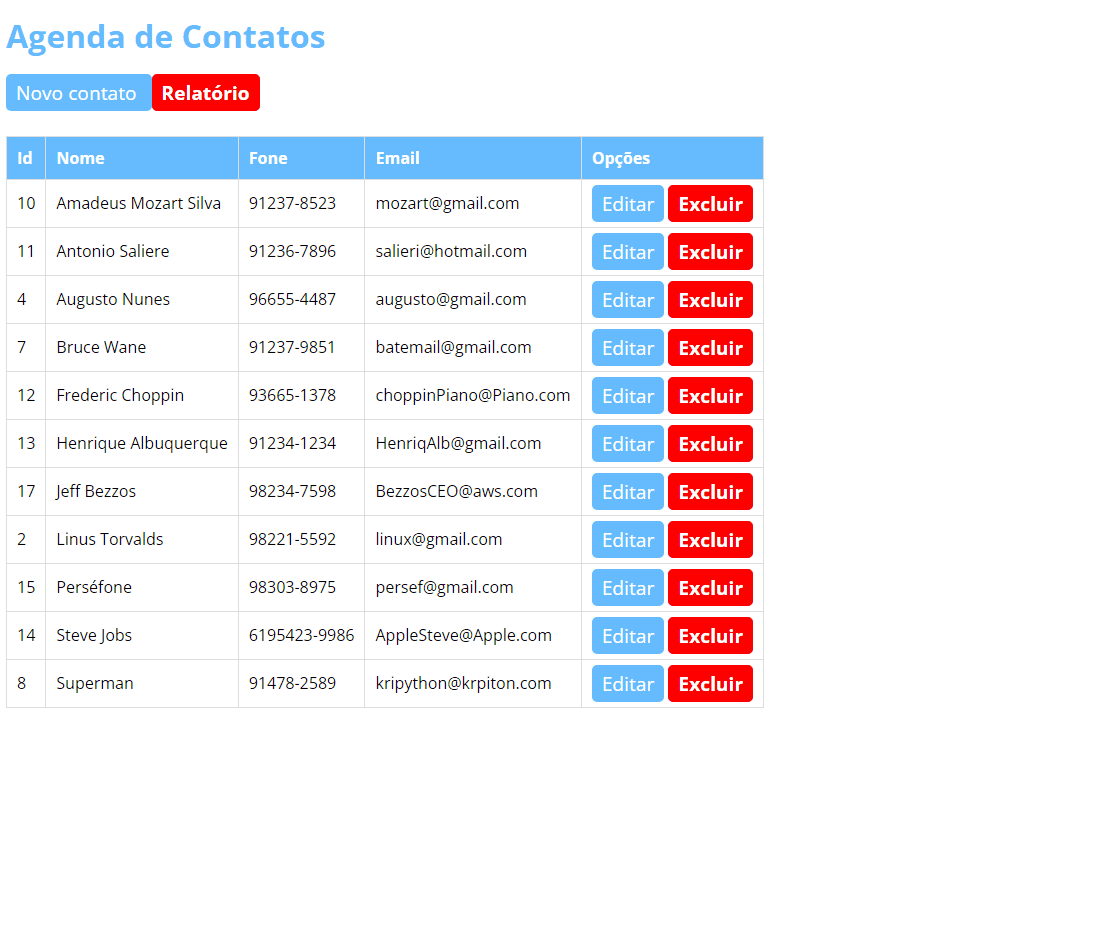 Agenda de Contatos
Novo contato Relatório
Id Nome Fone Email Opções
10 Amadeus Mozart Silva 91237-8523 mozart@gmail.com Editar Excluir
11 Antonio Saliere 91236-7896 salieri@hotmail.com Editar Excluir
4 Augusto Nunes 96655-4487 augusto@gmail.com Editar Excluir
7 Bruce Wane 91237-9851 batemail@gmail.com Editar Excluir
12 Frederic Choppin 93665-1378 choppinPiano@Piano.com Editar Excluir
13 Henrique Albuquerque 91234-1234 HenriqAlb@gmail.com Editar Excluir
17 Jeff Bezzos 98234-7598 BezzosCEO@aws.com Editar Excluir
2 Linus Torvalds 98221-5592 linux@gmail.com Editar Excluir
15 Perséfone 98303-8975 persef@gmail.com Editar Excluir
14 Steve Jobs 6195423-9986 AppleSteve@Apple.com Editar Excluir
8 Superman 91478-2589 kripython@krpiton.com Editar Excluir